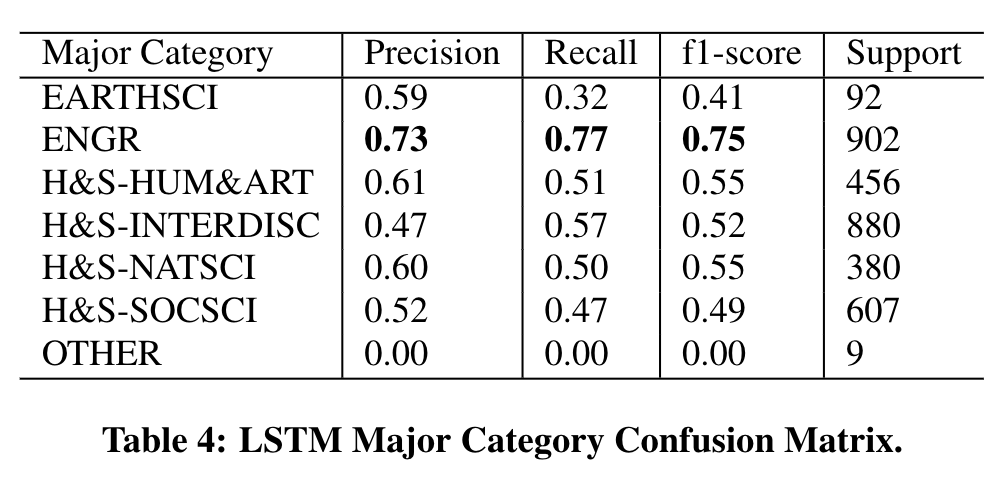 Major Category Precision Recall f1-score Support
EARTHSCI 0.59 0.32 0.41 92
ENGR 0.73 0.77 0.75 902
H&S-HUM&ART 0.61 0.51 0.55 456
H&S-INTERDISC 0.47 0.57 0.52 880
H&S-NATSCI 0.60 0.50 0.55 380
H&S-SOCSCI 0.52 0.47 0.49 607
OTHER 0.00 0.00 0.00 9
Table 4: LSTM Major Category Confusion Matrix.